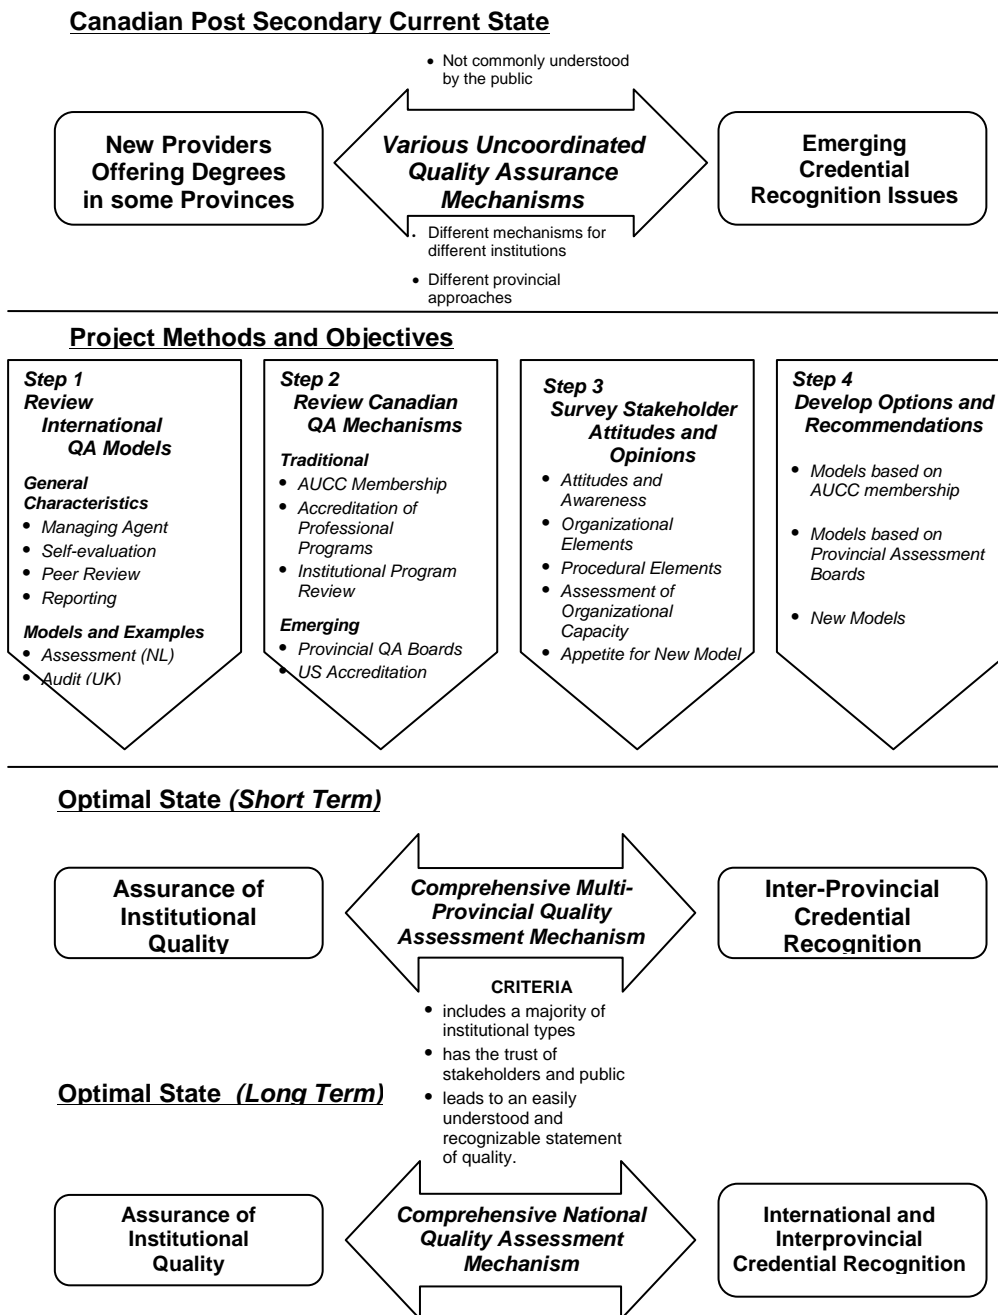 Canadian Post Secondary Current State
• Not commonly understood
by the public
New Providers
Offering Degrees
in some Provinces
Various Uncoordinated
Quality Assurance
Mechanisms
Emerging
Credential
Recognition Issues
. Different mechanisms for
different institutions
• Different provincial
approaches
Project Methods and Objectives
Step 1
Review
International
QA Models
General
Characteristics
• Managing Agent
• Self-evaluation
• Peer Review
• Reporting
Models and Examples
• Assessment (NL)
• Audit (UK)
Step 2
Review Canadian
QA Mechanisms
Traditional
• AUCC Membership
• Accreditation of
Professional
Programs
• Institutional Program
Review
Emerging
• Provincial QA Boards
• US Accreditation
Step 3
Survey Stakeholder
Attitudes and
Opinions
• Attitudes and
Awareness
• Organizational
Elements
• Procedural Elements
• Assessment of
Organizational
Capacity
• Appetite for New Model
Step 4
Develop Options and
Recommendations
• Models based on
AUCC membership
• Models based on
Provincial Assessment
Boards
• New Models
Optimal State (Short Term)
Assurance of
Institutional
Quality
Comprehensive Multi-
Provincial Quality
Assessment Mechanism
Inter-Provincial
Credential
Recognition
CRITERIA
• includes a majority of
institutional types
• has the trust of
stakeholders and public
• leads to an easily
understood and
recognizable statement
of quality.
Optimal State (Long Term)
Assurance of
Institutional
Quality
Comprehensive National
Quality Assessment
Mechanism
International and
Interprovincial
Credential Recognition